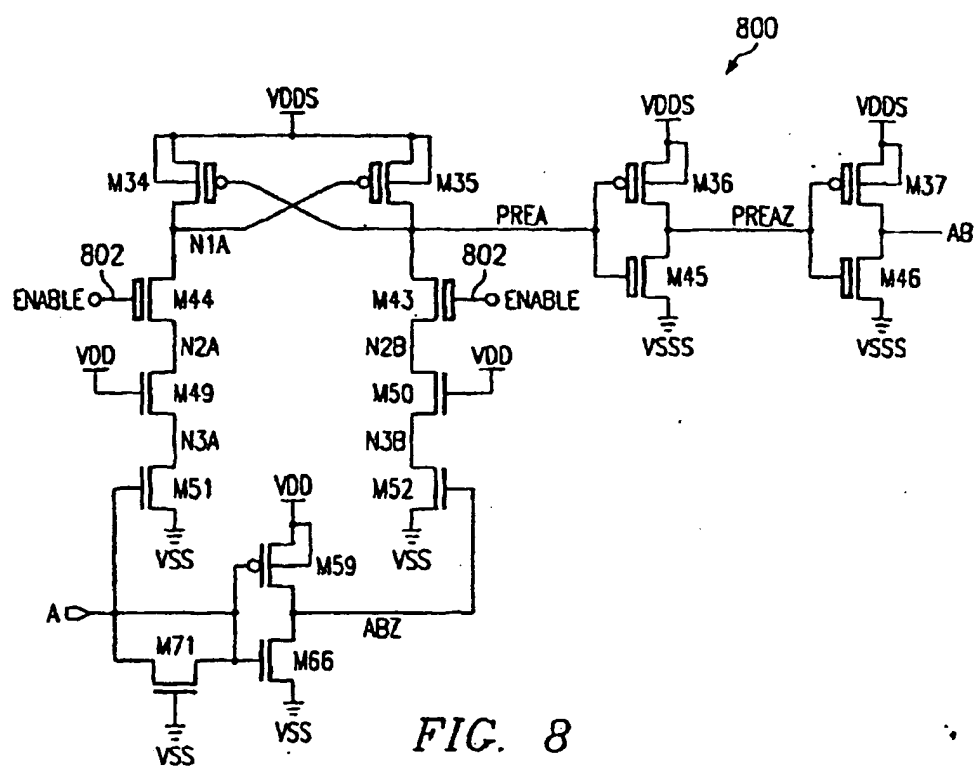 800
VDDS
VDDS
VDDS
M34
M35
M36
M37
PREA
PREAZ
AB
N1A
802
802
ENABLE
M44
M43
ENABLE
M45
M46
VSSS
VSSS
N2A
N2B
VDD
VDD
M49
M50
N3A
N3B
M51
M52
VDD
VSS
VSS
M59
A
ABZ
M71
M66
VSS
VSS
FIG. 8